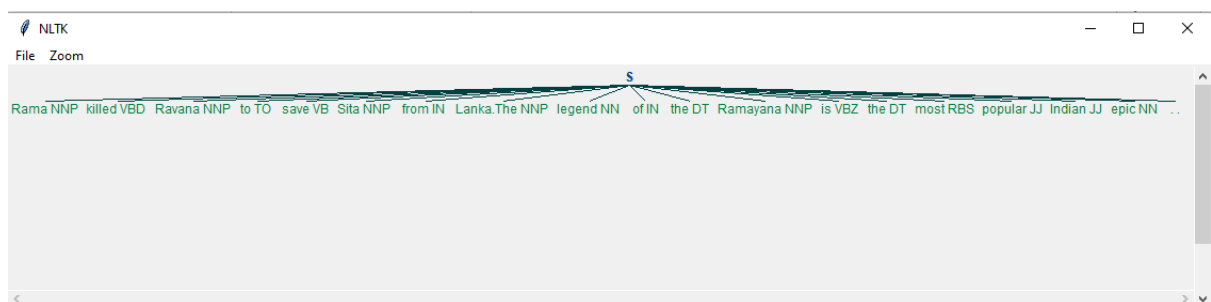 NLTK
File Zoom
S
Rama NNP killed VBD Ravana NNP to TO save VB Sita NNP from IN Lanka.The NNP legend NN of IN the DT Ramayana NNP is VBZ the DT most RBS popular JJ Indian JJ epic NN . .